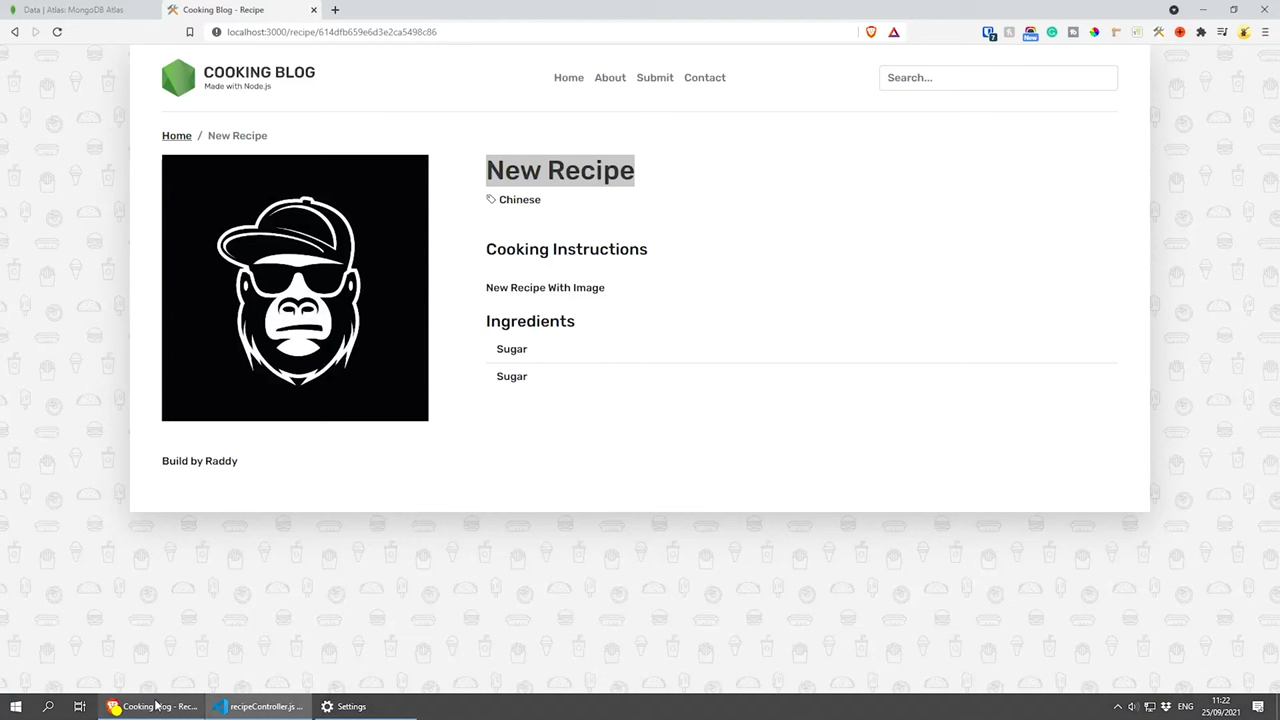 Data | Atlas: MongoDB Atlas
Cooking Blog - Recipe
localhost:3000/recipe/614dfb659e6d3e2ca5498c86
COOKING BLOG
Made with Node.js
Home
About
Submit
Contact
Search...
Home / New Recipe
New Recipe
Chinese
Cooking Instructions
New Recipe With Image
Ingredients
Sugar
Sugar
Build by Raddy
Cooking Blog - Rec...
recipeController.js ...
Settings
ENG
11:22
25/09/2021